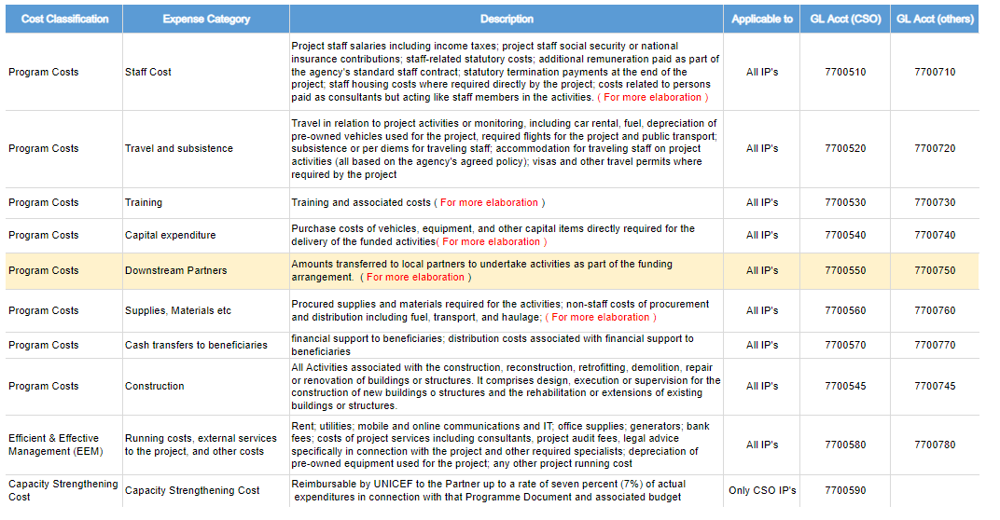 Cost Classification Expense Category Description Applicable to GL Acct (CSO) GL Acct (others)
Program Costs Staff Cost Project staff salaries including income taxes; project staff social security or national
insurance contributions; staff-related statutory costs; additional remuneration paid as part of
the agency's standard staff contract; statutory termination payments at the end of the
project; staff housing costs where required directly by the project; costs related to persons
paid as consultants but acting like staff members in the activities. ( For more elaboration ) All IP's 7700510 7700710
Program Costs Travel and subsistence Travel in relation to project activities or monitoring, including car rental, fuel, depreciation of
pre-owned vehicles used for the project, required flights for the project and public transport;
subsistence or per diems for traveling staff; accommodation for traveling staff on project
activities (all based on the agency's agreed policy); visas and other travel permits where
required by the project All IP's 7700520 7700720
Program Costs Training Training and associated costs ( For more elaboration ) All IP's 7700530 7700730
Program Costs Capital expenditure Purchase costs of vehicles, equipment, and other capital items directly required for the
delivery of the funded activities( For more elaboration ) All IP's 7700540 7700740
Program Costs Downstream Partners Amounts transferred to local partners to undertake activities as part of the funding
arrangement. ( For more elaboration ) All IP's 7700550 7700750
Program Costs Supplies, Materials etc Procured supplies and materials required for the activities; non-staff costs of procurement
and distribution including fuel, transport, and haulage; ( For more elaboration ) All IP's 7700560 7700760
Program Costs Cash transfers to beneficiaries financial support to beneficiaries; distribution costs associated with financial support to
beneficiaries All IP's 7700570 7700770
Program Costs Construction All Activities associated with the construction, reconstruction, retrofitting, demolition, repair
or renovation of buildings or structures. It comprises design, execution or supervision for the
construction of new buildings o structures and the rehabilitation or extensions of existing
buildings or structures. All IP's 7700545 7700745
Efficient & Effective
Management (EEM) Running costs, external services
to the project, and other costs Rent; utilities; mobile and online communications and IT; office supplies; generators; bank
fees; costs of project services including consultants, project audit fees, legal advice
specifically in connection with the project and other required specialists; depreciation of
pre-owned equipment used for the project; any other project running cost All IP's 7700580 7700780
Capacity Strengthening
Cost Capacity Strengthening Cost Reimbursable by UNICEF to the Partner up to a rate of seven percent (7%) of actual
expenditures in connection with that Programme Document and associated budget Only CSO IP's 7700590